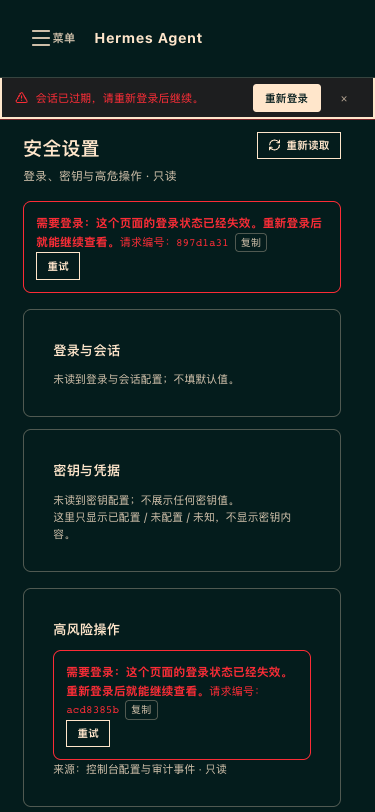 菜单 Hermes Agent
会话已过期，请重新登录后继续。 重新登录 ×
安全设置 重新读取
登录、密钥与高危操作 · 只读
需要登录：这个页面的登录状态已经失效。重新登录后
就能继续查看。请求编号：897d1a31 复制
重试
登录与会话
未读到登录与会话配置；不填默认值。
密钥与凭据
未读到密钥配置；不展示任何密钥值。
这里只显示已配置 / 未配置 / 未知，不显示密钥内
容。
高风险操作
需要登录：这个页面的登录状态已经失效。
重新登录后就能继续查看。请求编号：
acd8385b 复制
重试
来源：控制台配置与审计事件 · 只读